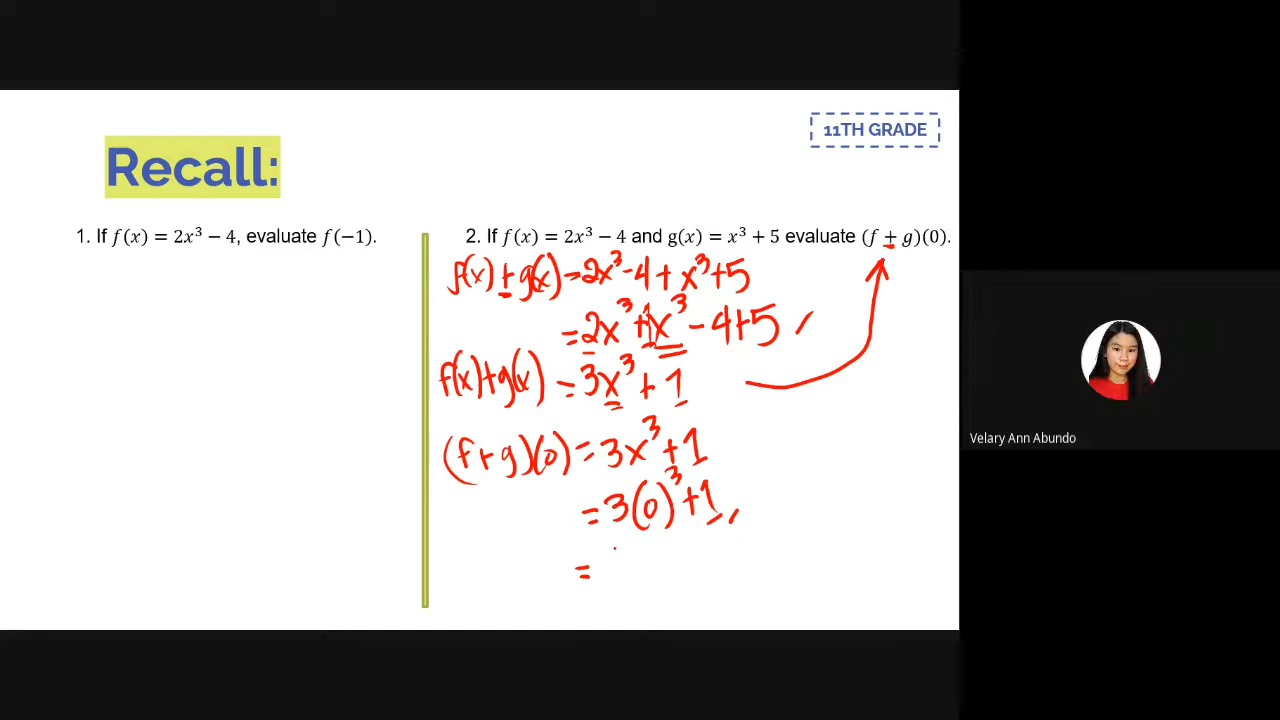 11TH GRADE
Recall:
1. If f(x) = 2x³ − 4, evaluate f(−1).
2. If f(x) = 2x³ − 4 and g(x) = x³ + 5 evaluate (f + g)(0).
f(x) + g(x) = 2x³ - 4 + x³ + 5
= 2x³ + 1x³ - 4 + 5
f(x) + g(x) = 3x³ + 1
(f + g)(0) = 3x³ + 1
= 3(0)³ + 1
=
Velary Ann Abundo